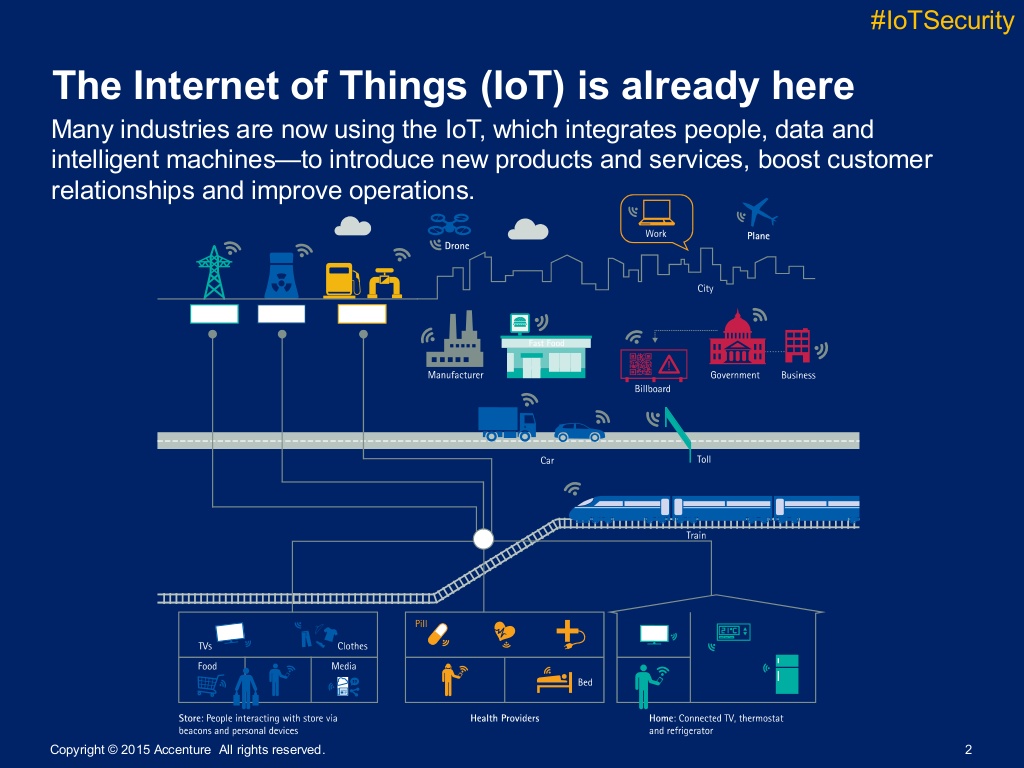 #IoTSecurity
The Internet of Things (IoT) is already here
Many industries are now using the IoT, which integrates people, data and
intelligent machines—to introduce new products and services, boost customer
relationships and improve operations.
Work
Drone
Plane
City
Fast Food
Manufacturer
Billboard
Government
Business
Car
Toll
Train
TVs
Clothes
Food
Media
Pill
Bed
21°C
Store: People interacting with store via
beacons and personal devices
Health Providers
Home: Connected TV, thermostat
and refrigerator
Copyright © 2015 Accenture All rights reserved.
2